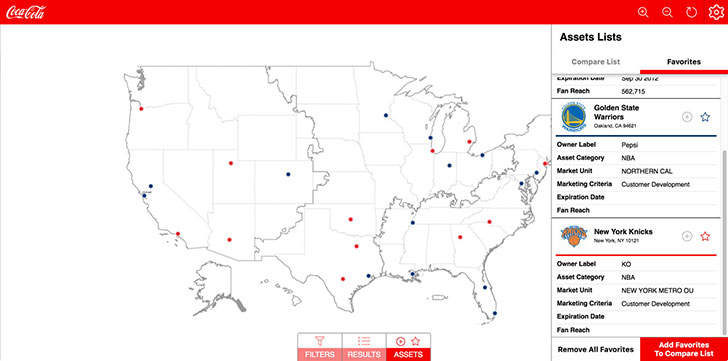 Coca-Cola
Assets Lists
Compare List Favorites
Expiration Date Sep 30 2012
Fan Reach 562,715
Golden State
Warriors
Oakland, CA 94621
Owner Label Pepsi
Asset Category NBA
Market Unit NORTHERN CAL
Marketing Criteria Customer Development
Expiration Date
Fan Reach
New York Knicks
New York, NY 10121
Owner Label KO
Asset Category NBA
Market Unit NEW YORK METRO OU
Marketing Criteria Customer Development
Expiration Date
Fan Reach
FILTERS RESULTS ASSETS
Remove All Favorites
Add Favorites
To Compare List